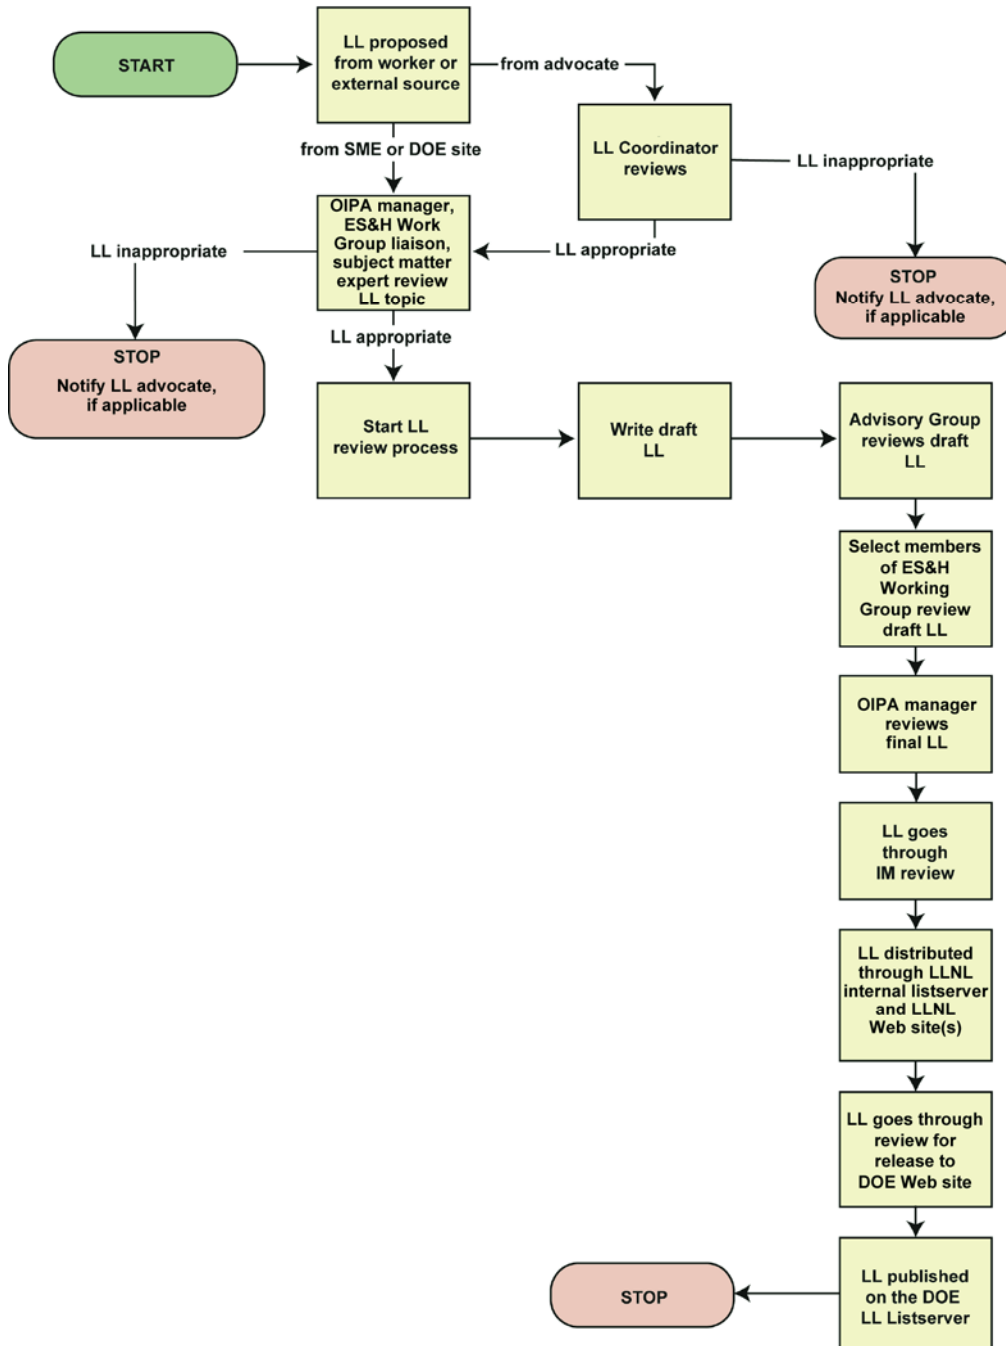 START
LL proposed
from worker or
external source
from advocate
LL Coordinator
reviews
LL inappropriate
STOP
Notify LL advocate,
if applicable
from SME or DOE site
OIPA manager,
ES&H Work
Group liaison,
subject matter
expert review
LL topic
LL appropriate
LL inappropriate
STOP
Notify LL advocate,
if applicable
LL appropriate
Start LL
review process
Write draft
LL
Advisory Group
reviews draft
LL
Select members
of ES&H
Working
Group review
draft LL
OIPA manager
reviews
final LL
LL goes
through
IM review
LL distributed
through LLNL
internal listserver
and LLNL
Web site(s)
LL goes through
review for
release to
DOE Web site
LL published
on the DOE
LL Listserver
STOP